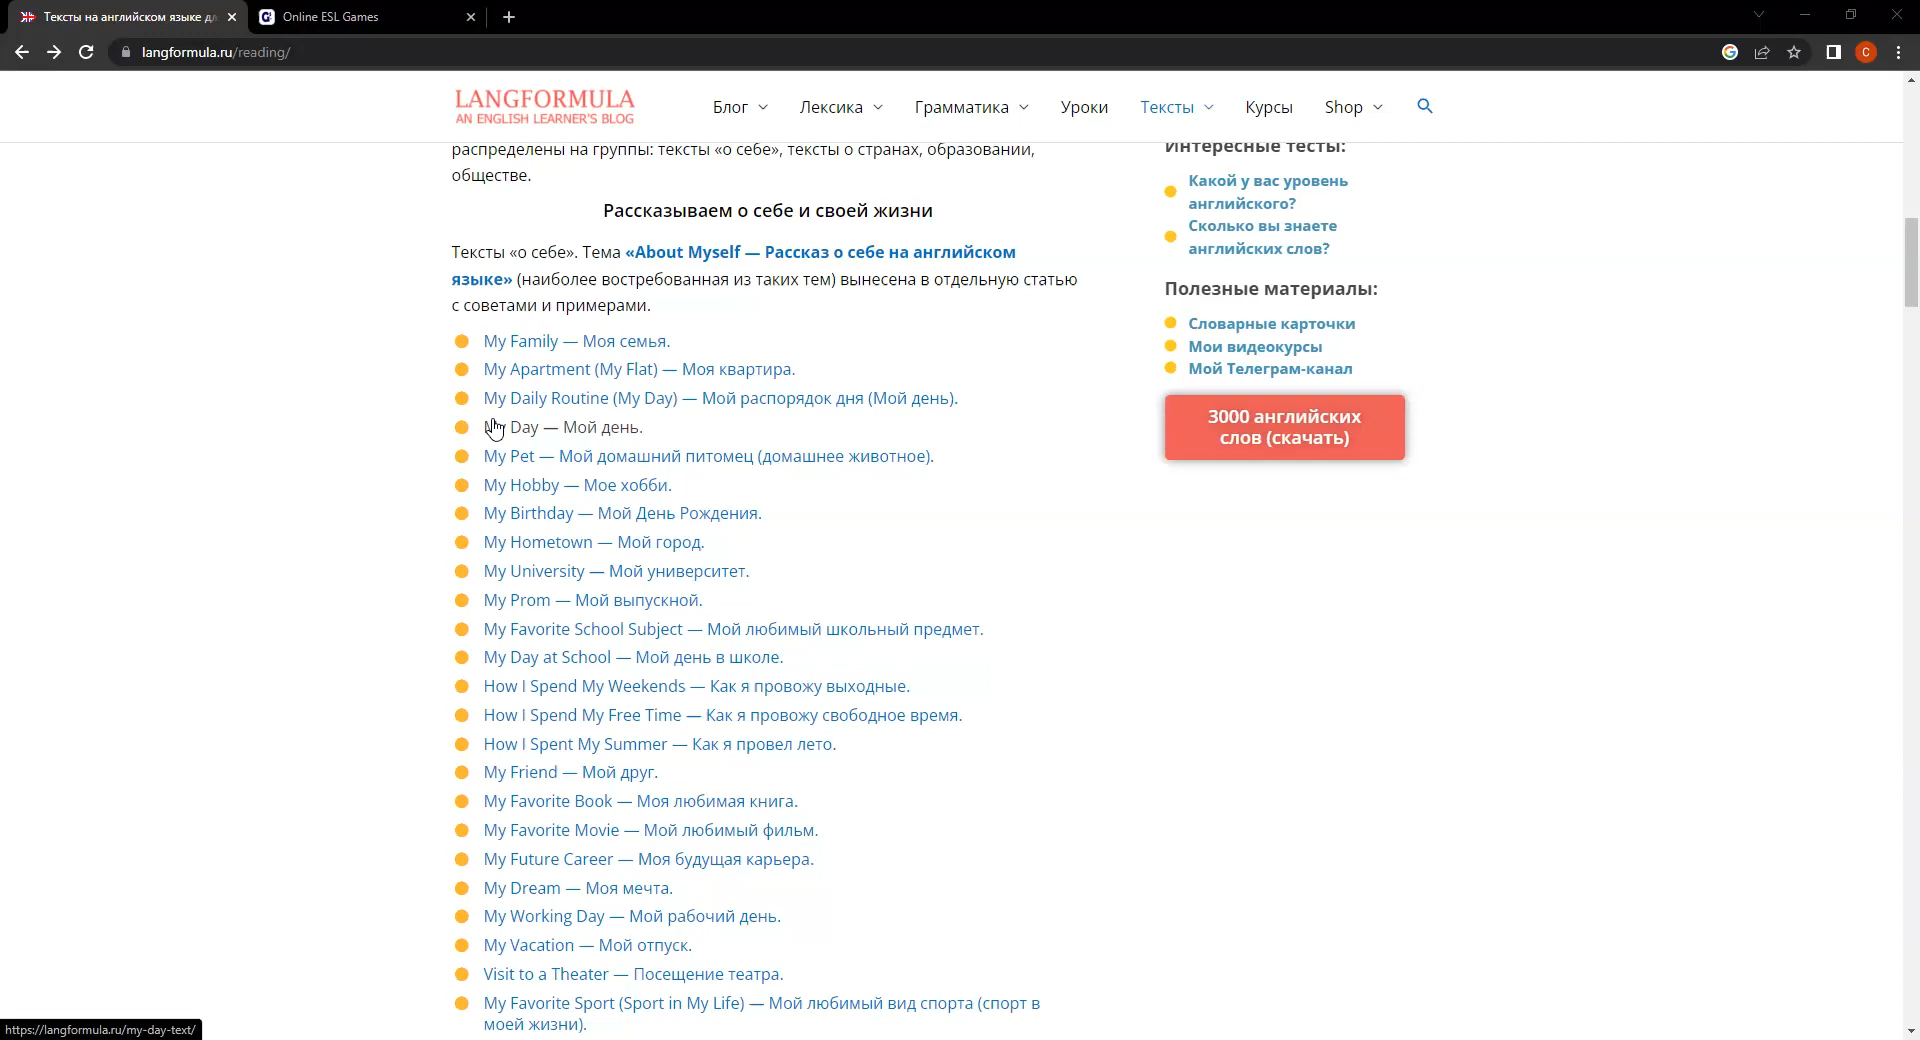 Тексты на английском языке дл
Online ESL Games
langformula.ru/reading/
C
LANGFORMULA
AN ENGLISH LEARNER'S BLOG
Блог
Лексика
Грамматика
Уроки
Тексты
Курсы
Shop
распределены на группы: тексты «о себе», тексты о странах, образовании,
обществе.
Рассказываем о себе и своей жизни
Тексты «о себе». Тема «About Myself — Рассказ о себе на английском
языке» (наиболее востребованная из таких тем) вынесена в отдельную статью
с советами и примерами.
My Family — Моя семья.
My Apartment (My Flat) — Моя квартира.
My Daily Routine (My Day) — Мой распорядок дня (Мой день).
My Day — Мой день.
My Pet — Мой домашний питомец (домашнее животное).
My Hobby — Мое хобби.
My Birthday — Мой День Рождения.
My Hometown — Мой город.
My University — Мой университет.
My Prom — Мой выпускной.
My Favorite School Subject — Мой любимый школьный предмет.
My Day at School — Мой день в школе.
How I Spend My Weekends — Как я провожу выходные.
How I Spend My Free Time — Как я провожу свободное время.
How I Spent My Summer — Как я провел лето.
My Friend — Мой друг.
My Favorite Book — Моя любимая книга.
My Favorite Movie — Мой любимый фильм.
My Future Career — Моя будущая карьера.
My Dream — Моя мечта.
My Working Day — Мой рабочий день.
My Vacation — Мой отпуск.
Visit to a Theater — Посещение театра.
My Favorite Sport (Sport in My Life) — Мой любимый вид спорта (спорт в
моей жизни).
Интересные тесты:
Какой у вас уровень
английского?
Сколько вы знаете
английских слов?
Полезные материалы:
Словарные карточки
Мои видеокурсы
Мой Телеграм-канал
3000 английских
слов (скачать)
https://langformula.ru/my-day-text/